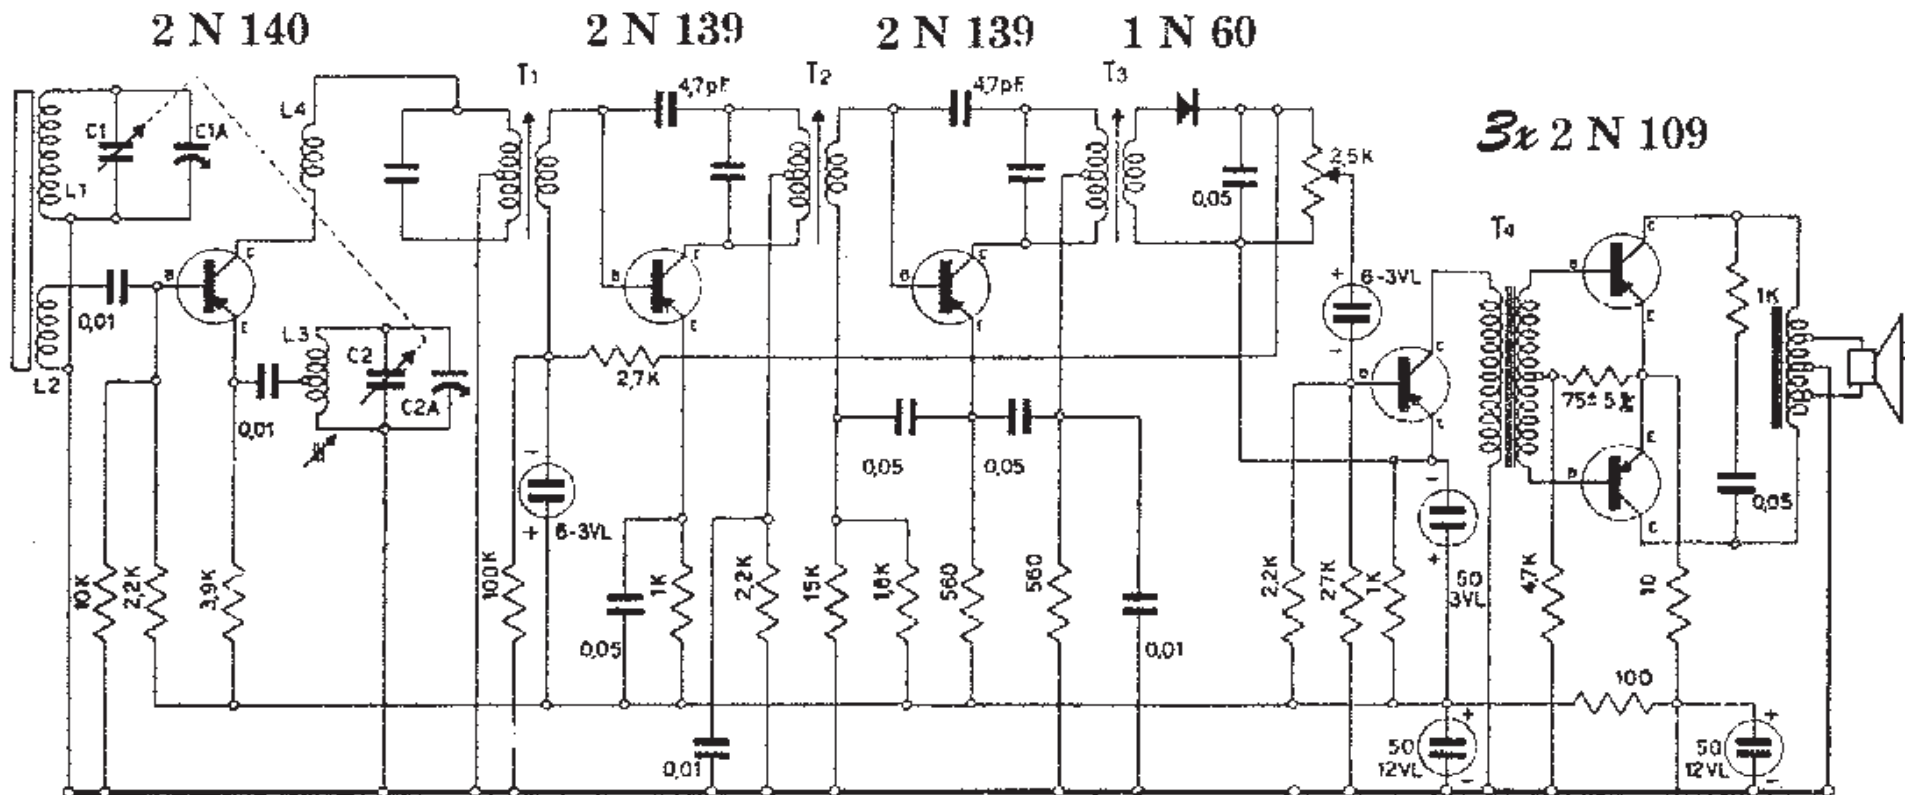 2 N 140
2 N 139
2 N 139
1 N 60
3x 2 N 109
T1
T2
T3
T4
4,7pF
4,7pF
L4
C1
C1A
L1
2,5K
0,05
B
C
E
B
C
E
B
C
E
6-3VL
+
-
0,01
L3
C2
C2A
L2
0,01
2,7K
1K
B
C
E
B
C
E
B
C
E
75± 5%
0,05
0,05
0,05
-
+
6-3VL
-
+
50
3VL
10K
2,2K
3,9K
100K
0,05
1K
2,2K
15K
1,8K
560
560
0,01
2,2K
27K
1K
4,7K
10
100
0,01
+
50
12VL
-
+
50
12VL
-